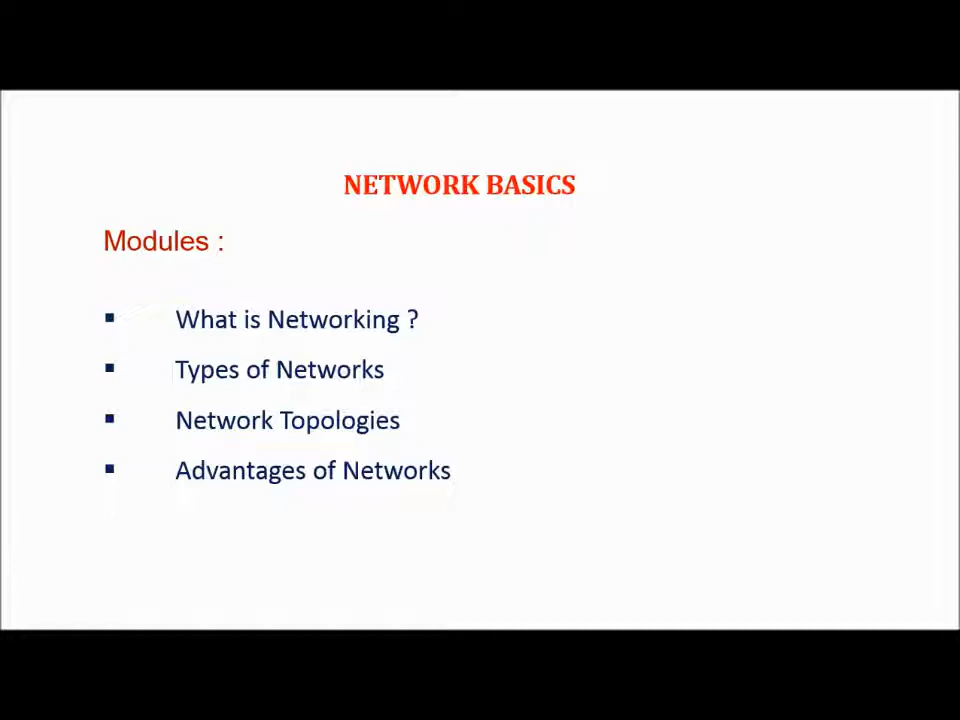 NETWORK BASICS
Modules :
▪ What is Networking ?
▪ Types of Networks
▪ Network Topologies
▪ Advantages of Networks